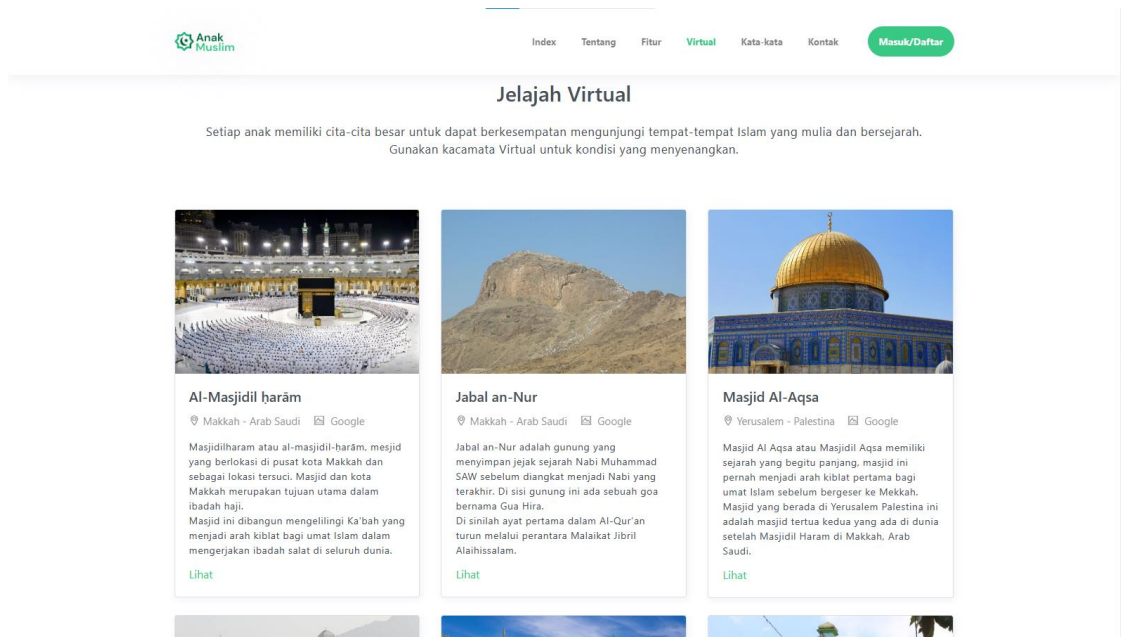 Anak
Muslim
Index Tentang Fitur Virtual Kata-kata Kontak Masuk/Daftar
Jelajah Virtual
Setiap anak memiliki cita-cita besar untuk dapat berkesempatan mengunjungi tempat-tempat Islam yang mulia dan bersejarah.
Gunakan kacamata Virtual untuk kondisi yang menyenangkan.
Al-Masjidil ḥarām
Makkah - Arab Saudi Google
Masjidilharam atau al-masjidil-ḥarām, mesjid
yang berlokasi di pusat kota Makkah dan
sebagai lokasi tersuci. Masjid dan kota
Makkah merupakan tujuan utama dalam
ibadah haji.
Masjid ini dibangun mengelilingi Ka'bah yang
menjadi arah kiblat bagi umat Islam dalam
mengerjakan ibadah salat di seluruh dunia.
Lihat
Jabal an-Nur
Makkah - Arab Saudi Google
Jabal an-Nur adalah gunung yang
menyimpan jejak sejarah Nabi Muhammad
SAW sebelum diangkat menjadi Nabi yang
terakhir. Di sisi gunung ini ada sebuah goa
bernama Gua Hira.
Di sinilah ayat pertama dalam Al-Qur'an
turun melalui perantara Malaikat Jibril
Alaihissalam.
Lihat
Masjid Al-Aqsa
Yerusalem - Palestina Google
Masjid Al Aqsa atau Masjidil Aqsa memiliki
sejarah yang begitu panjang, masjid ini
pernah menjadi arah kiblat pertama bagi
umat Islam sebelum bergeser ke Mekkah.
Masjid yang berada di Yerusalem Palestina ini
adalah masjid tertua kedua yang ada di dunia
setelah Masjidil Haram di Makkah, Arab
Saudi.
Lihat